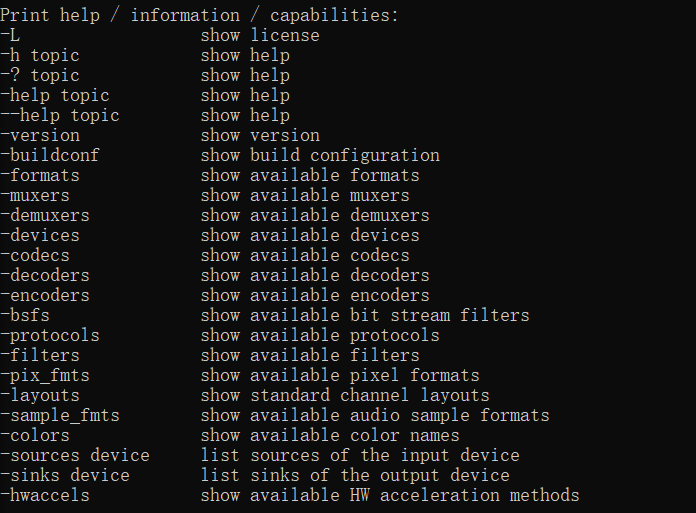 Print help / information / capabilities:
-L                  show license
-h topic            show help
-? topic            show help
-help topic         show help
--help topic        show help
-version            show version
-buildconf          show build configuration
-formats            show available formats
-muxers             show available muxers
-demuxers           show available demuxers
-devices            show available devices
-codecs             show available codecs
-decoders           show available decoders
-encoders           show available encoders
-bsfs               show available bit stream filters
-protocols          show available protocols
-filters            show available filters
-pix_fmts           show available pixel formats
-layouts            show standard channel layouts
-sample_fmts        show available audio sample formats
-colors             show available color names
-sources device     list sources of the input device
-sinks device       list sinks of the output device
-hwaccels           show available HW acceleration methods